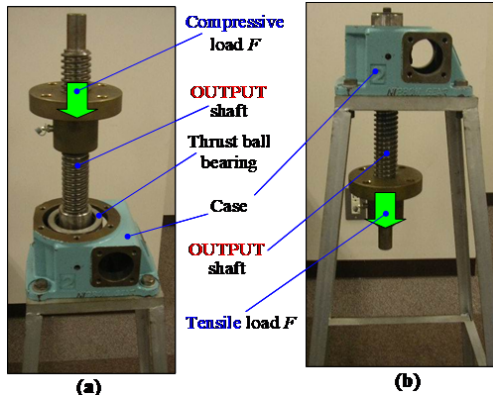 Compressive
load F
OUTPUT
shaft
Thrust ball
bearing
Case
OUTPUT
shaft
Tensile load F
(a)
(b)